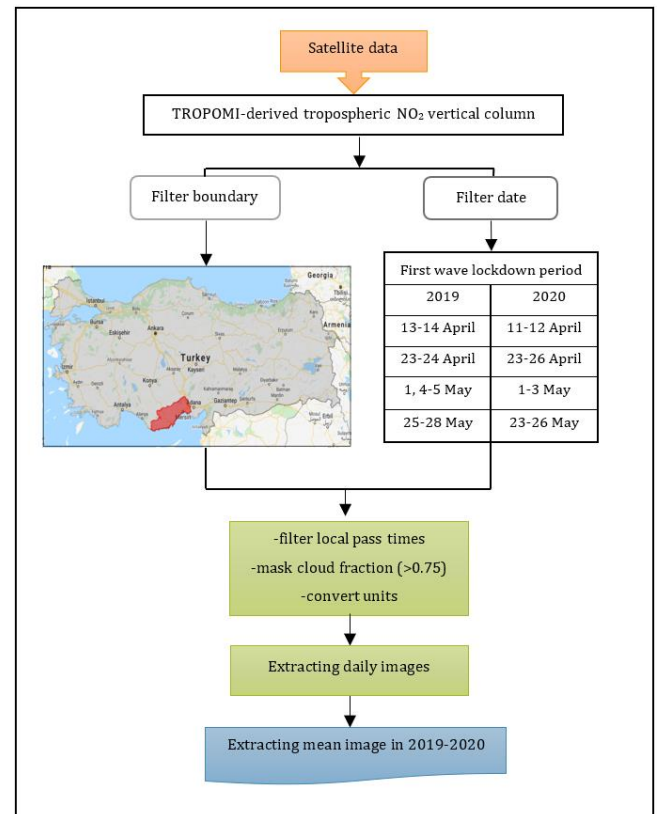 Satellite data
TROPOMI-derived tropospheric NO₂ vertical column
Filter boundary
Filter date
Georgia
Istanbul
Bursa
Ankara
Eskişehir
Armenia
Turkey
Kayseri
Izmir
Konya
Antalya
Adana
Gaziantep
Mersin
Erbil
First wave lockdown period
2019 2020
13-14 April 11-12 April
23-24 April 23-26 April
1, 4-5 May 1-3 May
25-28 May 23-26 May
-filter local pass times
-mask cloud fraction (>0.75)
-convert units
Extracting daily images
Extracting mean image in 2019-2020